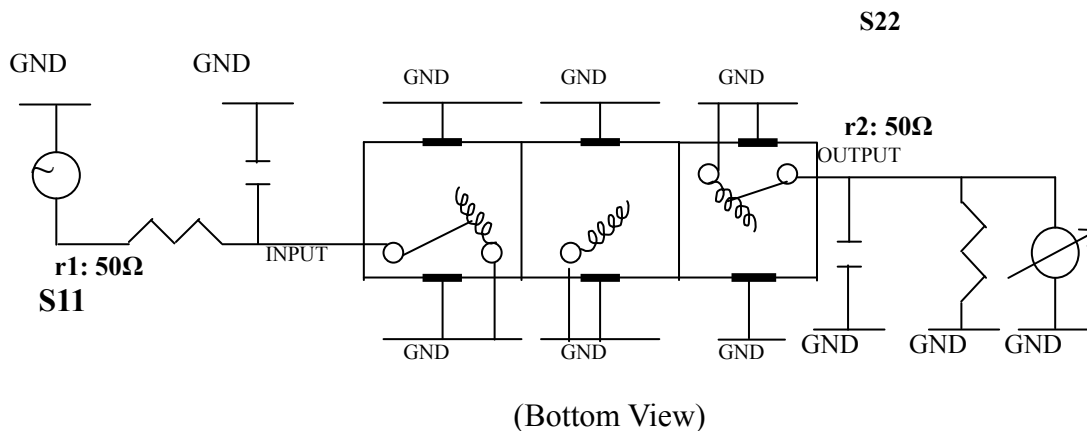 S22
GND
GND
GND
GND
GND
r2: 50Ω
OUTPUT
INPUT
r1: 50Ω
S11
GND
GND
GND
GND
GND
GND
(Bottom View)